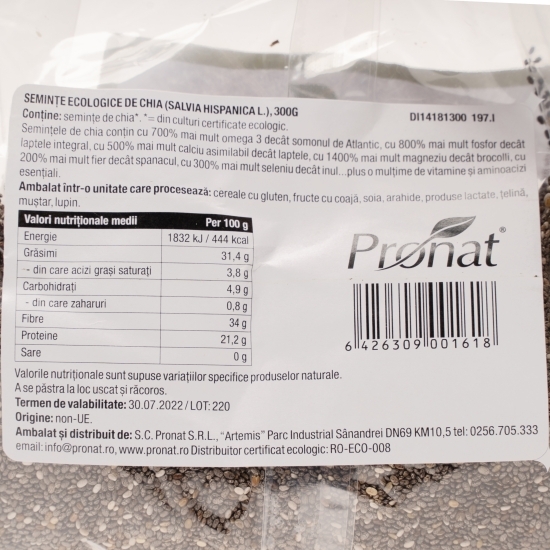 SEMINȚE ECOLOGICE DE CHIA (SALVIA HISPANICA L.), 300G
DI14181300 197.I
Conține: semințe de chia*. *= din culturi certificate ecologic.
Semințele de chia conțin cu 700% mai mult omega 3 decât somonul de Atlantic, cu 800% mai mult fosfor decât
laptele integral, cu 500% mai mult calciu asimilabil decât laptele, cu 1400% mai mult magneziu decât brocolli, cu
200% mai mult fier decât spanacul, cu 300% mai mult seleniu decât inul...plus o mulțime de vitamine și aminoacizi
esențiali.
Ambalat într-o unitate care procesează: cereale cu gluten, fructe cu coajă, soia, arahide, produse lactate, țelină,
muștar, lupin.
Valori nutriționale medii Per 100 g
Energie 1832 kJ / 444 kcal
Grăsimi 31,4 g
-- din care acizi grași saturați 3,8 g
Carbohidrați 4,9 g
- din care zaharuri 0,8 g
Fibre 34 g
Proteine 21,2 g
Sare 0 g
Pronat®
6 426309 001618
Valorile nutriționale sunt supuse variațiilor specifice produselor naturale.
A se păstra la loc uscat și răcoros.
Termen de valabilitate: 30.07.2022 / LOT: 220
Origine: non-UE.
Ambalat și distribuit de: S.C. Pronat S.R.L., "Artemis" Parc Industrial Sânandrei DN69 KM10,5 tel: 0256.705.333
email: info@pronat.ro, www.pronat.ro Distribuitor certificat ecologic: RO-ECO-008